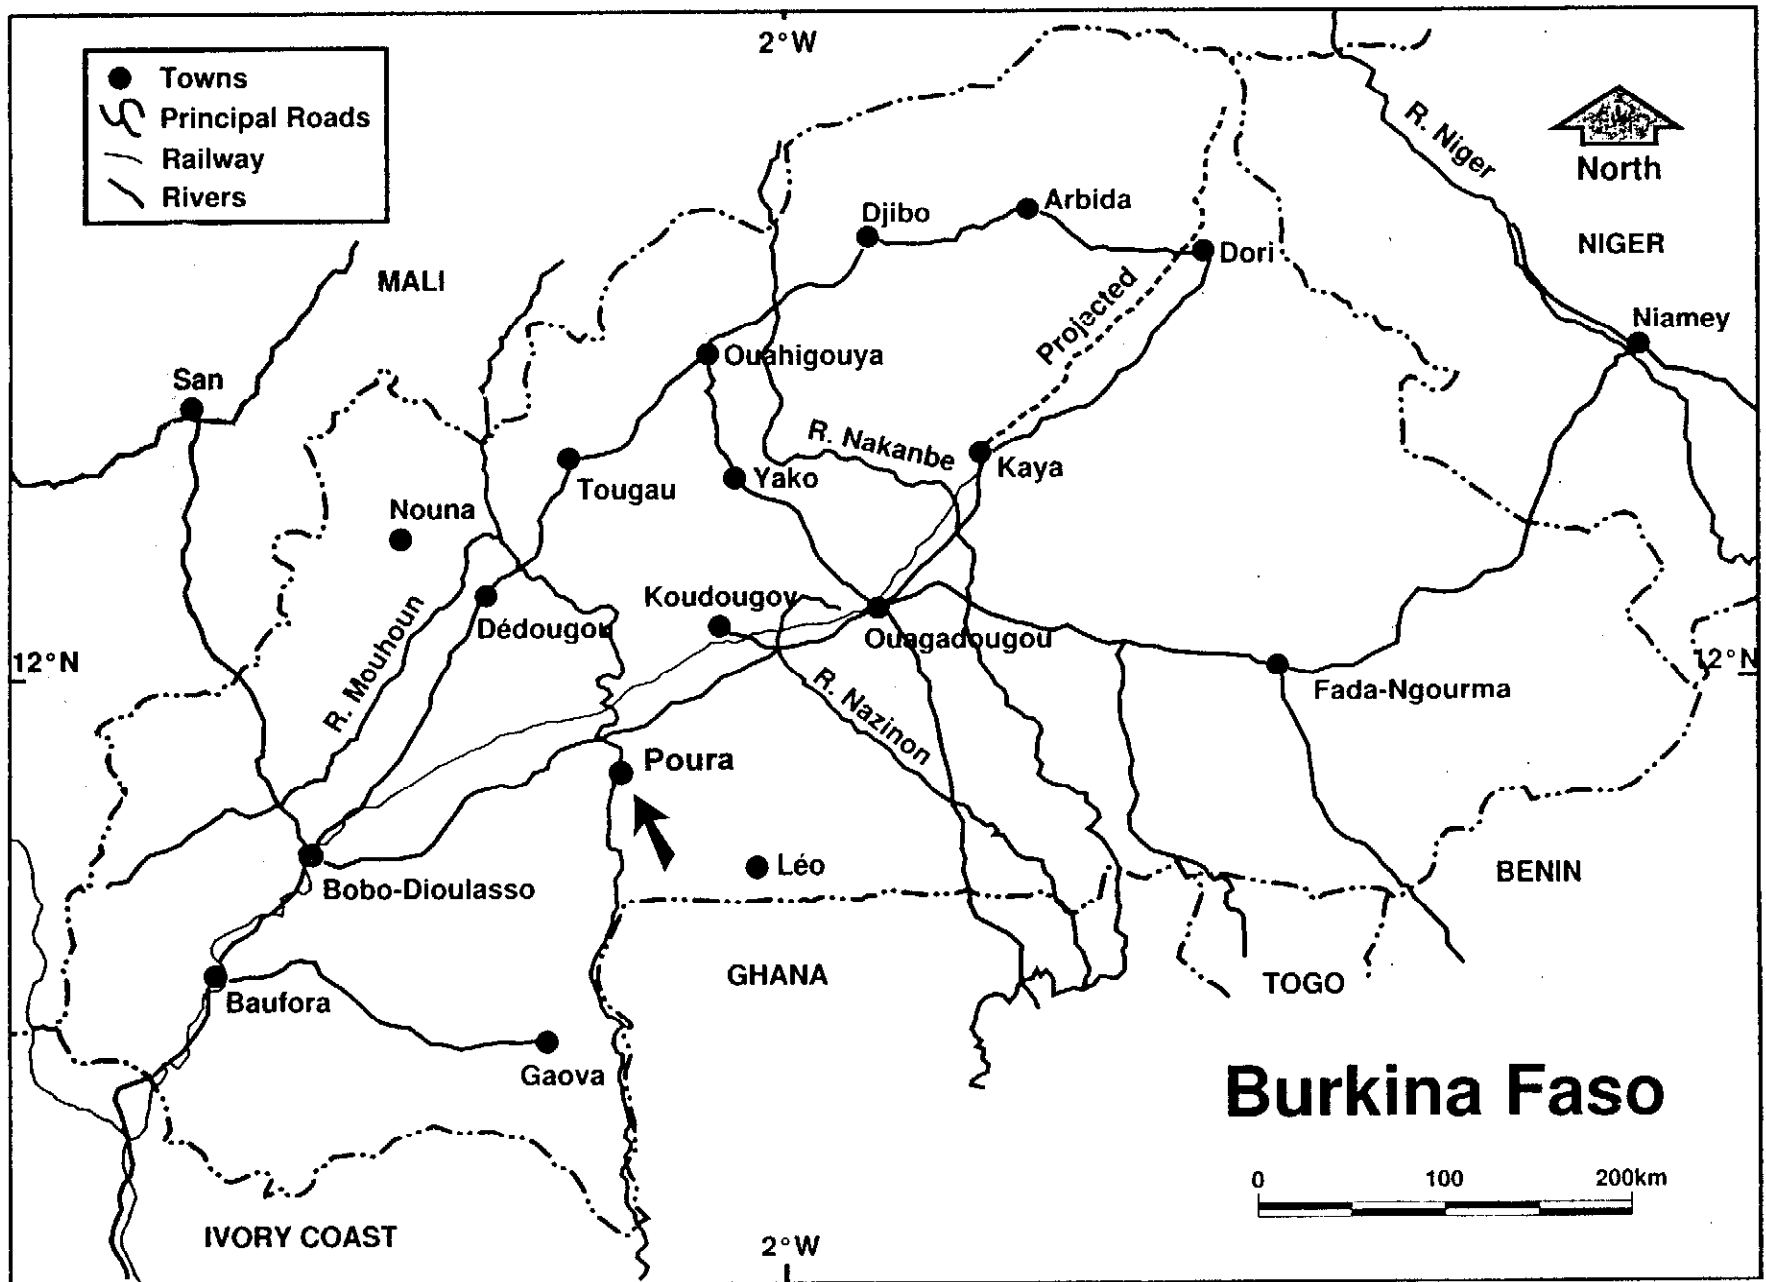 2°W
Towns
Principal Roads
Railway
Rivers
R. Niger
North
MALI
Djibo
Arbida
Dori
NIGER
Projected
Niamey
San
Ouahigouya
R. Nakanbe
Kaya
Tougau
Yako
Nouna
Koudougov
Dédougou
Ouagadougou
12°N
12°N
R. Mouhoun
R. Nazinon
Fada-Ngourma
Poura
Léo
BENIN
Bobo-Dioulasso
GHANA
TOGO
Baufora
Gaova
Burkina Faso
0 100 200km
IVORY COAST
2°W